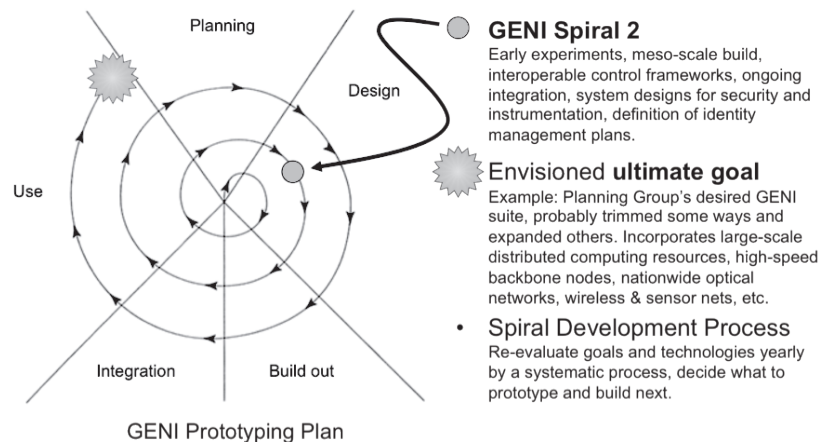 Planning
Design
Use
Integration
Build out
GENI Prototyping Plan
GENI Spiral 2
Early experiments, meso-scale build,
interoperable control frameworks, ongoing
integration, system designs for security and
instrumentation, definition of identity
management plans.
Envisioned ultimate goal
Example: Planning Group's desired GENI
suite, probably trimmed some ways and
expanded others. Incorporates large-scale
distributed computing resources, high-speed
backbone nodes, nationwide optical
networks, wireless & sensor nets, etc.
• Spiral Development Process
Re-evaluate goals and technologies yearly
by a systematic process, decide what to
prototype and build next.